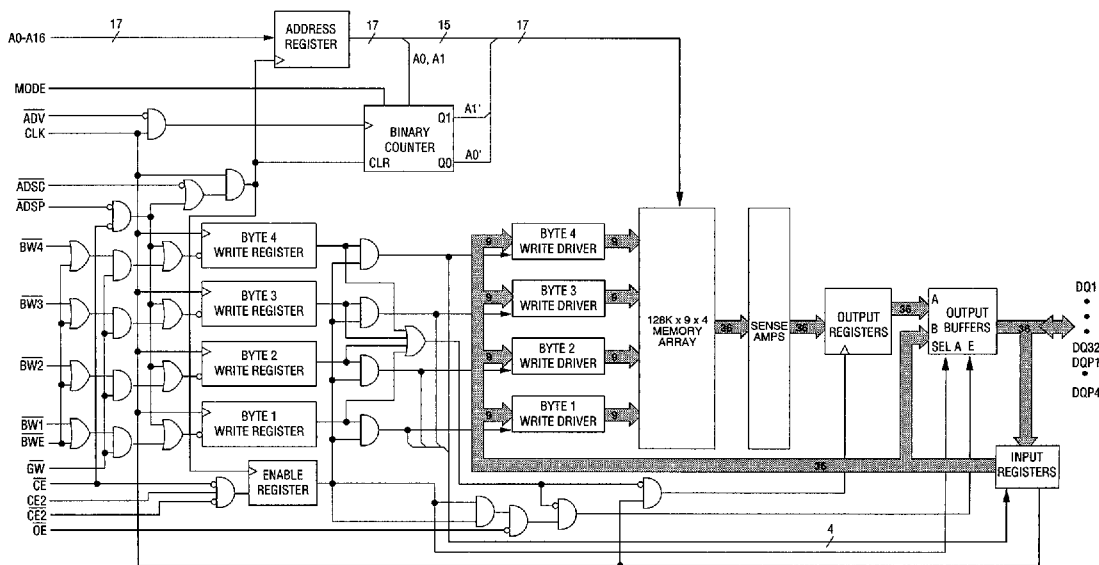 17
A0-A16
ADDRESS
REGISTER
17
15
17
A0, A1
MODE
ADV
CLK
BINARY
COUNTER
CLR
Q1
Q0
A1'
A0'
ADSC
ADSP
BW4
BYTE 4
WRITE REGISTER
9
BYTE 4
WRITE DRIVER
9
BW3
BYTE 3
WRITE REGISTER
9
BYTE 3
WRITE DRIVER
9
BW2
BYTE 2
WRITE REGISTER
9
BYTE 2
WRITE DRIVER
9
BW1
BWE
BYTE 1
WRITE REGISTER
9
BYTE 1
WRITE DRIVER
9
128K x 9 x 4
MEMORY
ARRAY
36
SENSE
AMPS
36
OUTPUT
REGISTERS
36
A
B
OUTPUT
BUFFERS
SEL A E
36
DQ1
DQ32
DQP1
DQP4
GW
CE
CE2
CE2
OE
ENABLE
REGISTER
36
INPUT
REGISTERS
4